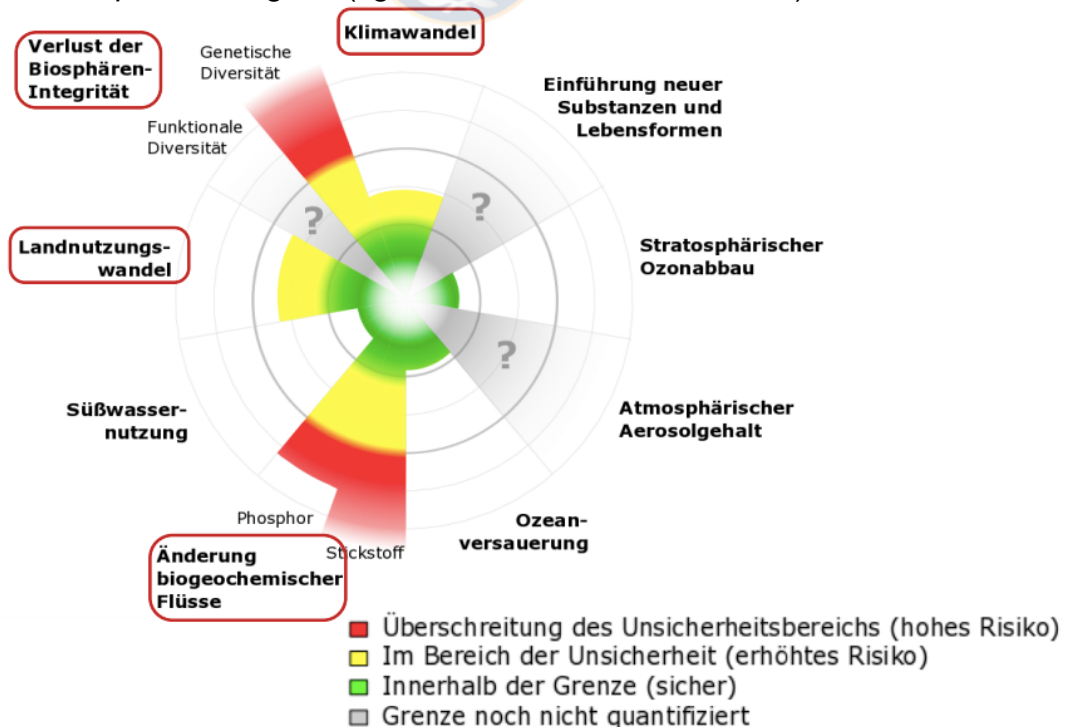 Klimawandel
Verlust der
Biosphären-
Integrität
Genetische
Diversität
Funktionale
Diversität
Einführung neuer
Substanzen und
Lebensformen
?
?
Landnutzungs-
wandel
Stratosphärischer
Ozonabbau
?
Süßwasser-
nutzung
Atmosphärischer
Aerosolgehalt
Phosphor
Stickstoff
Ozean-
versauerung
Änderung
biogeochemischer
Flüsse
Überschreitung des Unsicherheitsbereichs (hohes Risiko)
Im Bereich der Unsicherheit (erhöhtes Risiko)
Innerhalb der Grenze (sicher)
Grenze noch nicht quantifiziert